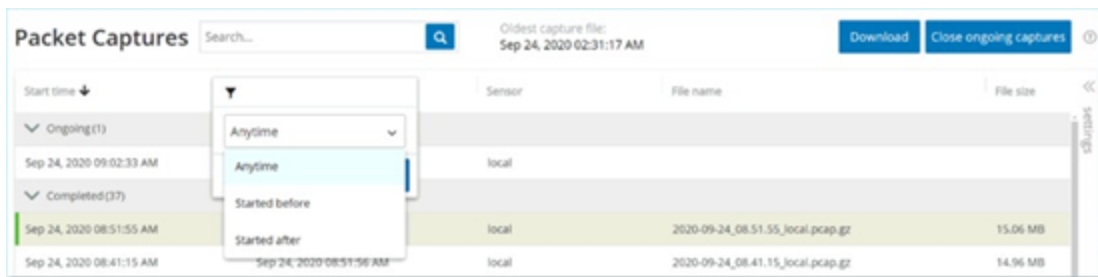 Packet Captures
Search...
Oldest capture file:
Sep 24, 2020 02:31:17 AM
Download
Close ongoing captures
Start time
Sensor
File name
File size
settings
Ongoing (1)
Anytime
Sep 24, 2020 09:02:33 AM
local
Anytime
Completed (37)
Started before
Sep 24, 2020 08:51:55 AM
local
2020-09-24_08.51.55_local.pcap.gz
15.06 MB
Started after
Sep 24, 2020 08:41:15 AM
Sep 24, 2020 08:51:56 AM
local
2020-09-24_08.41.15_local.pcap.gz
14.96 MB